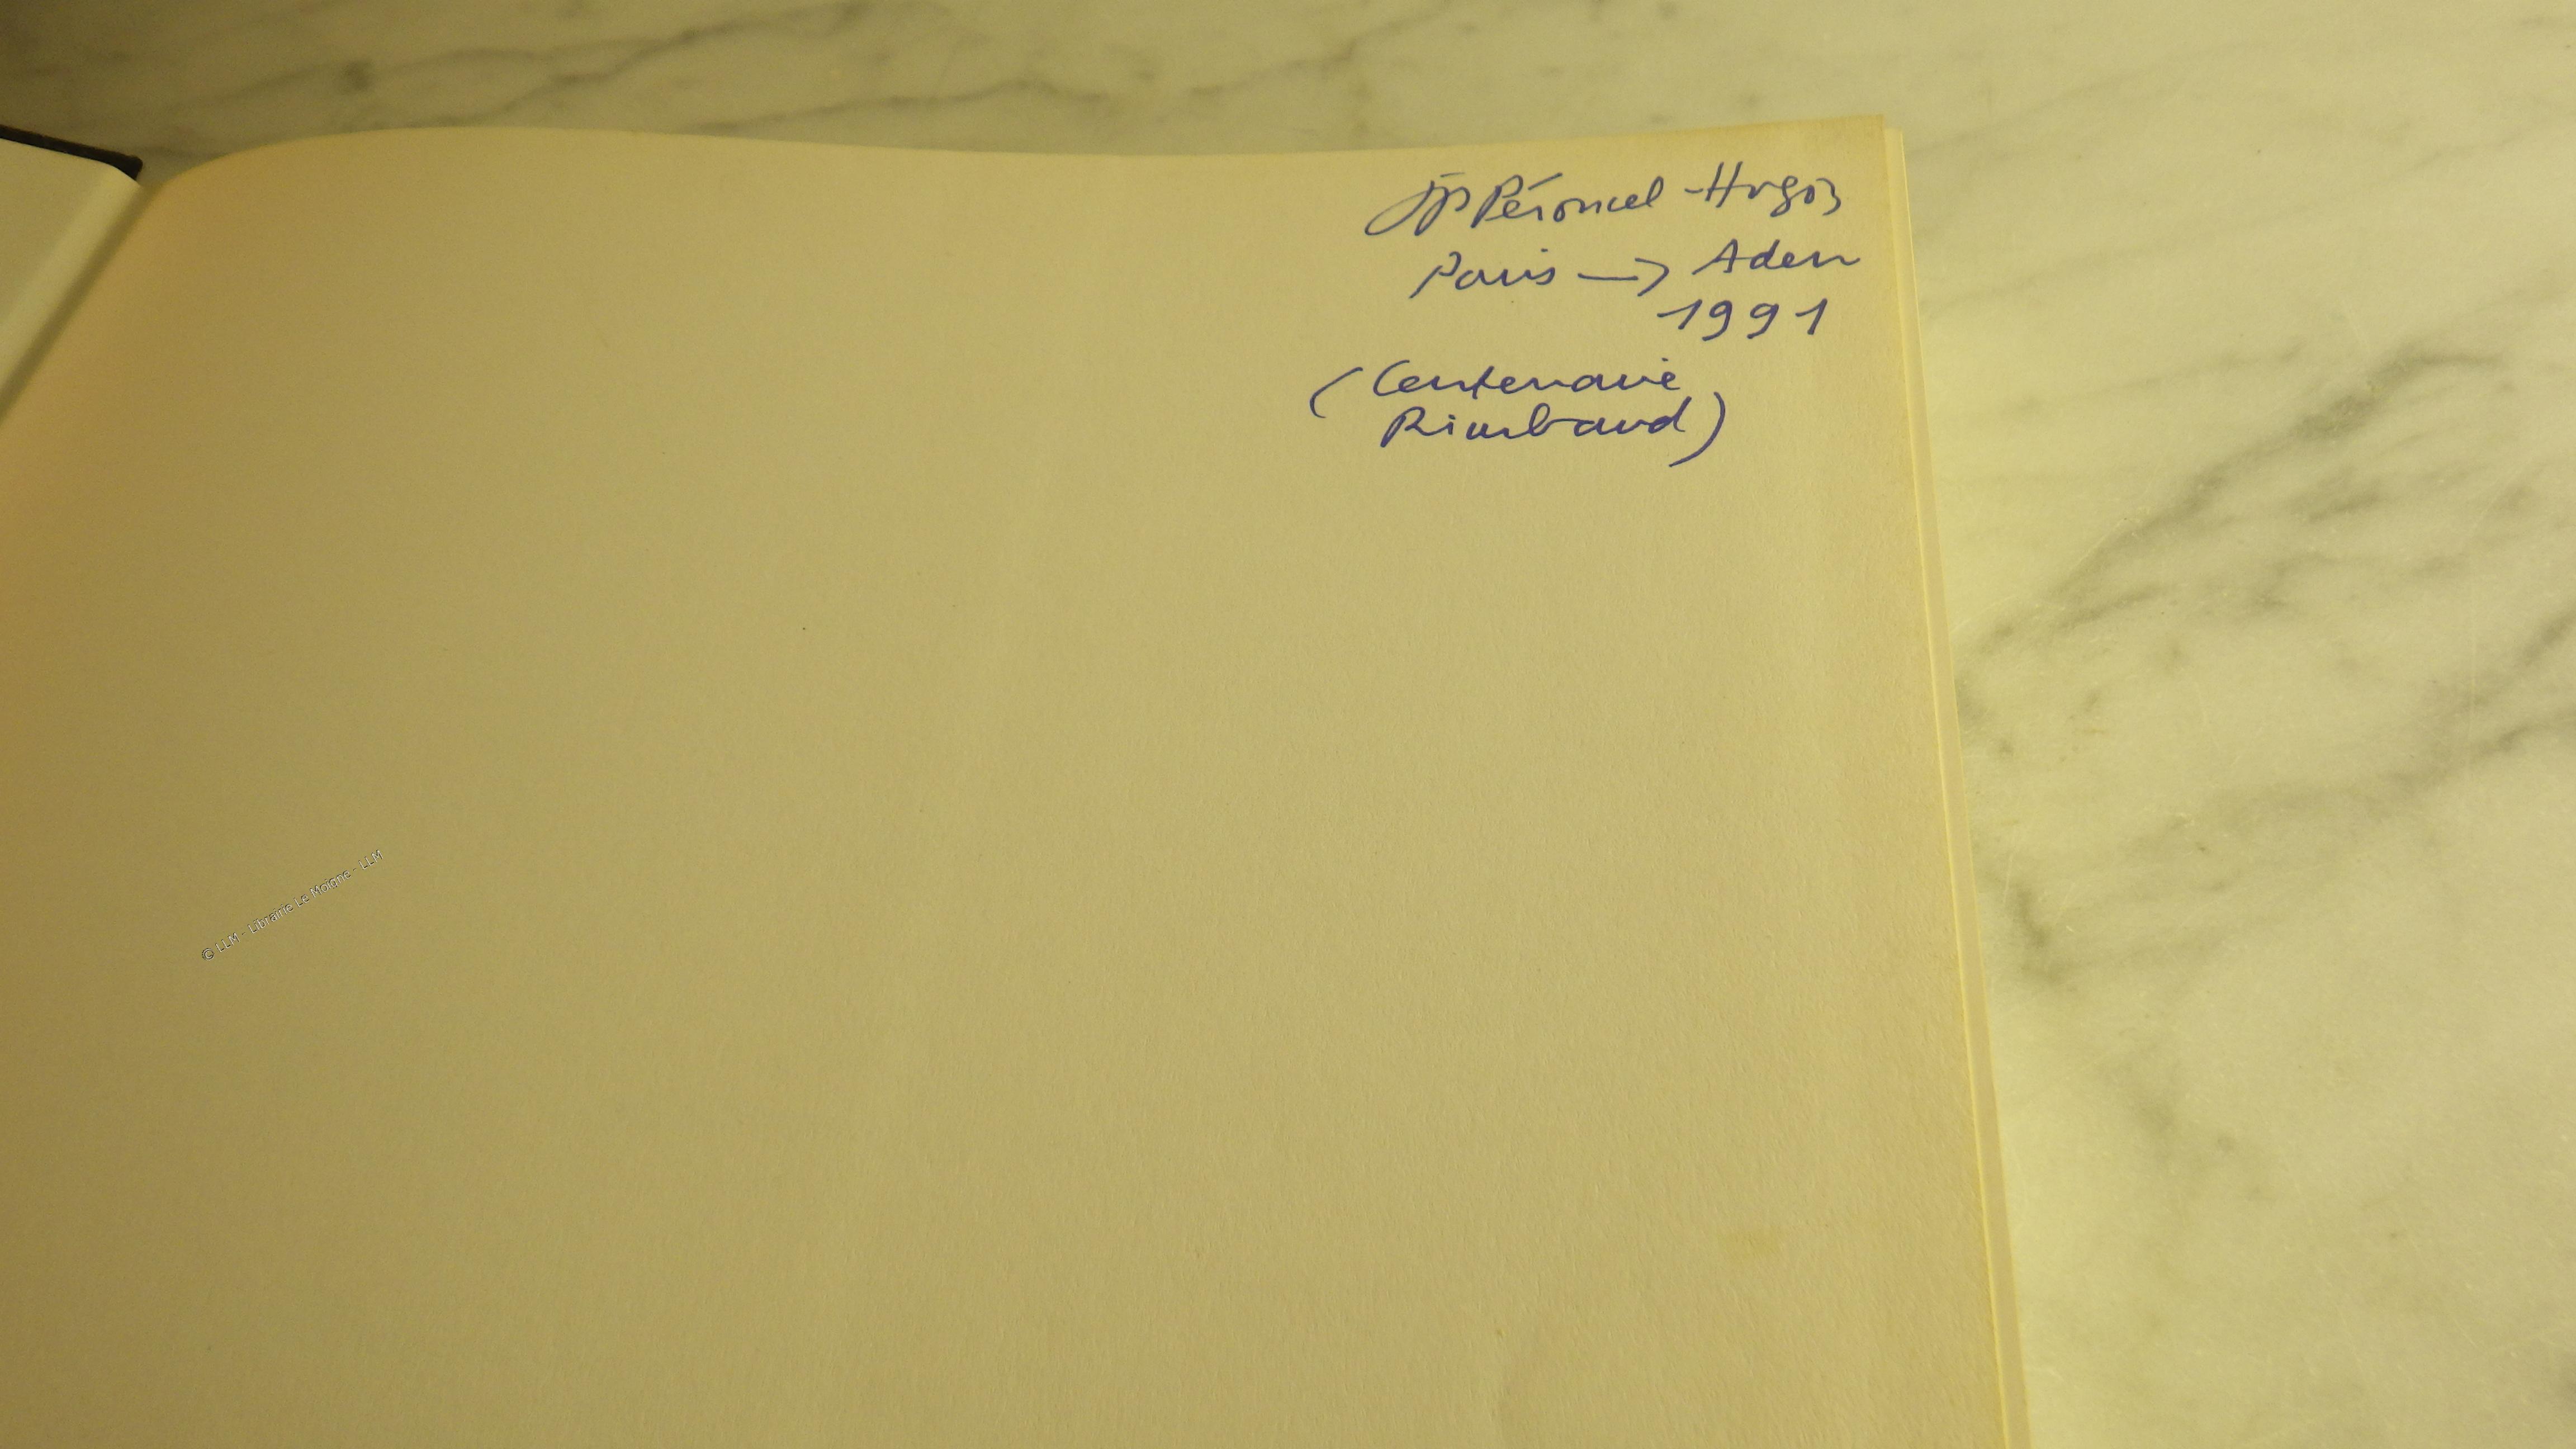 JP Péroncel-Hugoz
Paris → Aden
1991
(Centenaire
Rimbaud)
© LLM - Librairie Le Moigne - LLM